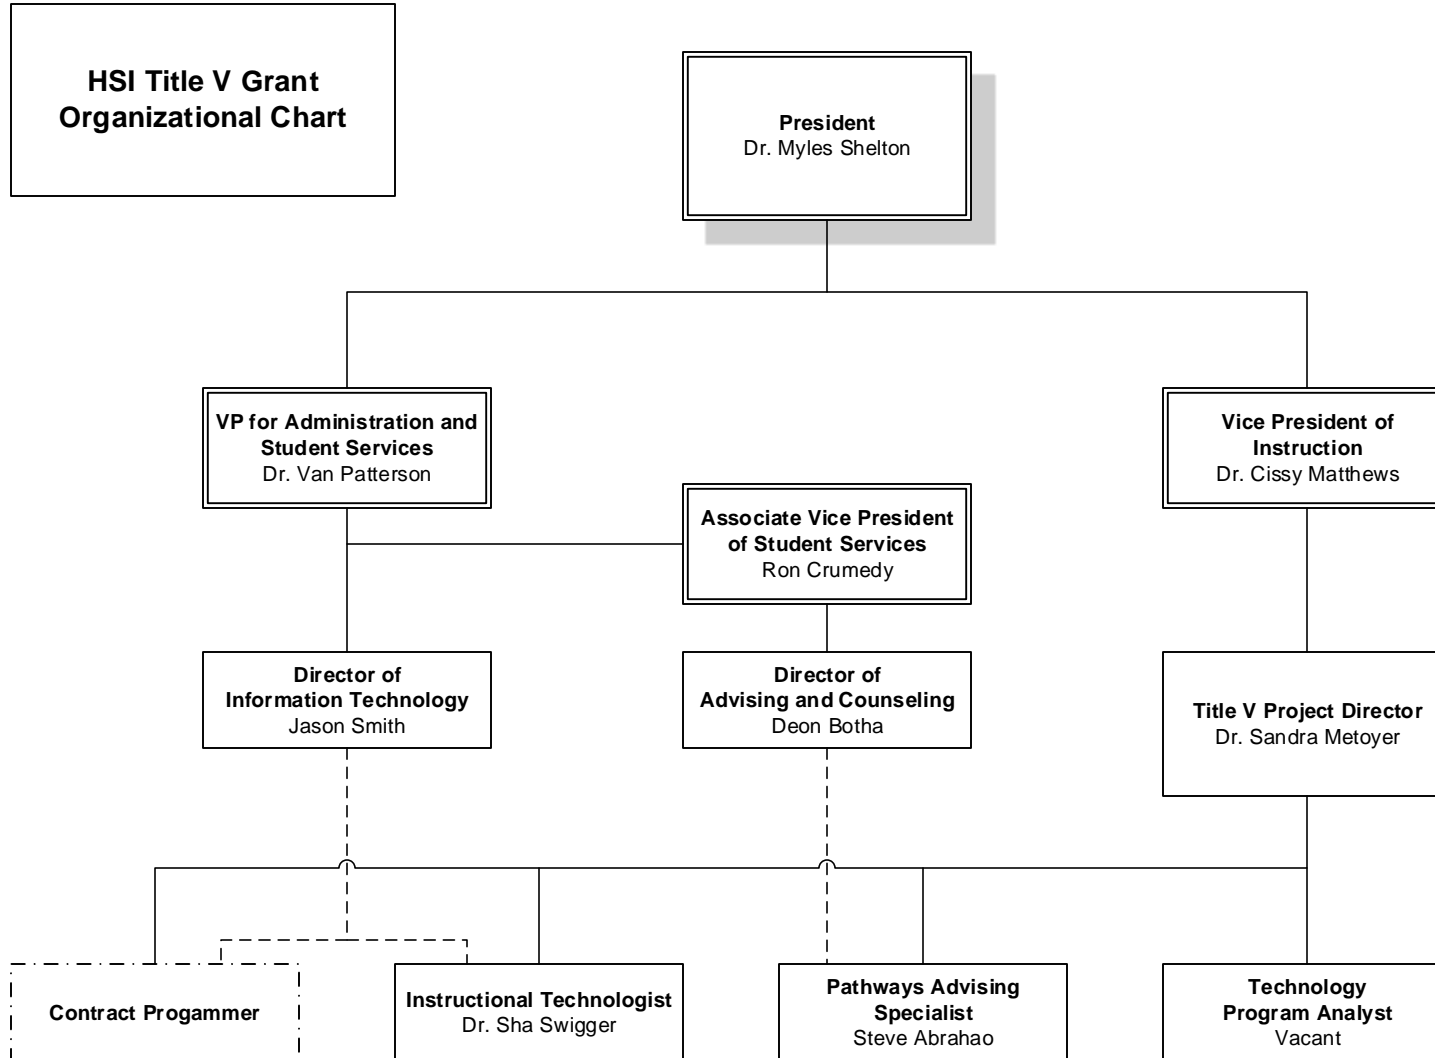 HSI Title V Grant
Organizational Chart
President
Dr. Myles Shelton
VP for Administration and
Student Services
Dr. Van Patterson
Vice President of
Instruction
Dr. Cissy Matthews
Associate Vice President
of Student Services
Ron Crumedy
Director of
Information Technology
Jason Smith
Director of
Advising and Counseling
Deon Botha
Title V Project Director
Dr. Sandra Metoyer
Contract Progammer
Instructional Technologist
Dr. Sha Swigger
Pathways Advising
Specialist
Steve Abrahao
Technology
Program Analyst
Vacant